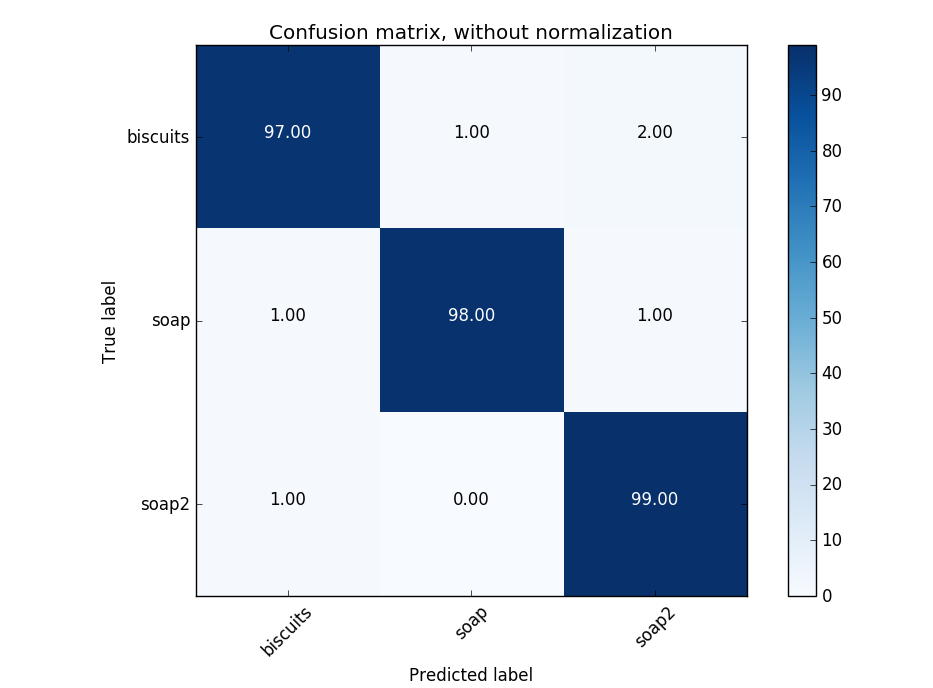 Confusion matrix, without normalization
biscuits
97.00
1.00
2.00
soap
1.00
98.00
1.00
soap2
1.00
0.00
99.00
biscuits
soap
soap2
True label
Predicted label
90
80
70
60
50
40
30
20
10
0